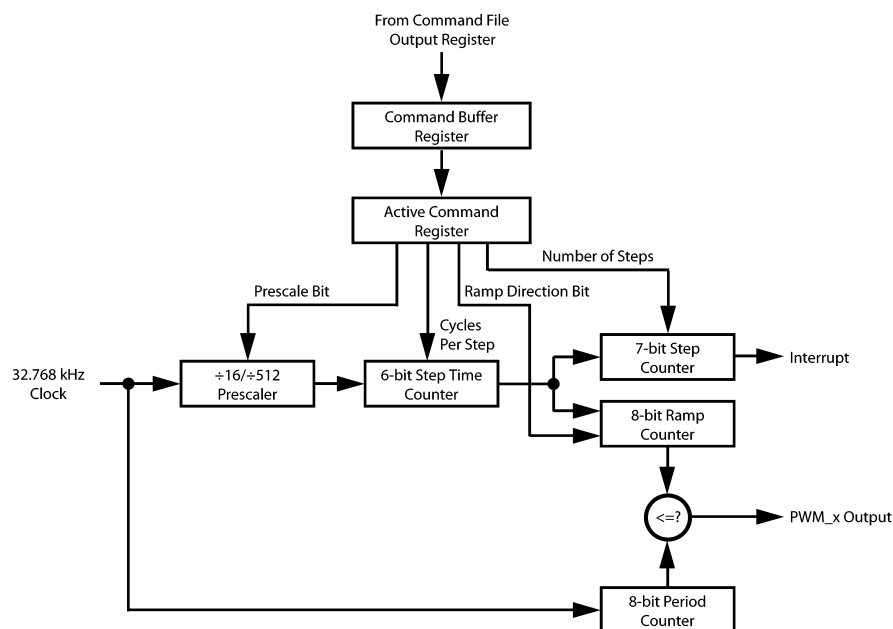 From Command File
Output Register
Command Buffer
Register
Active Command
Register
Number of Steps
Prescale Bit
Ramp Direction Bit
Cycles
Per Step
7-bit Step
Counter
Interrupt
32.768 kHz
Clock
÷16/÷512
Prescaler
6-bit Step Time
Counter
8-bit Ramp
Counter
<=?
PWM_x Output
8-bit Period
Counter